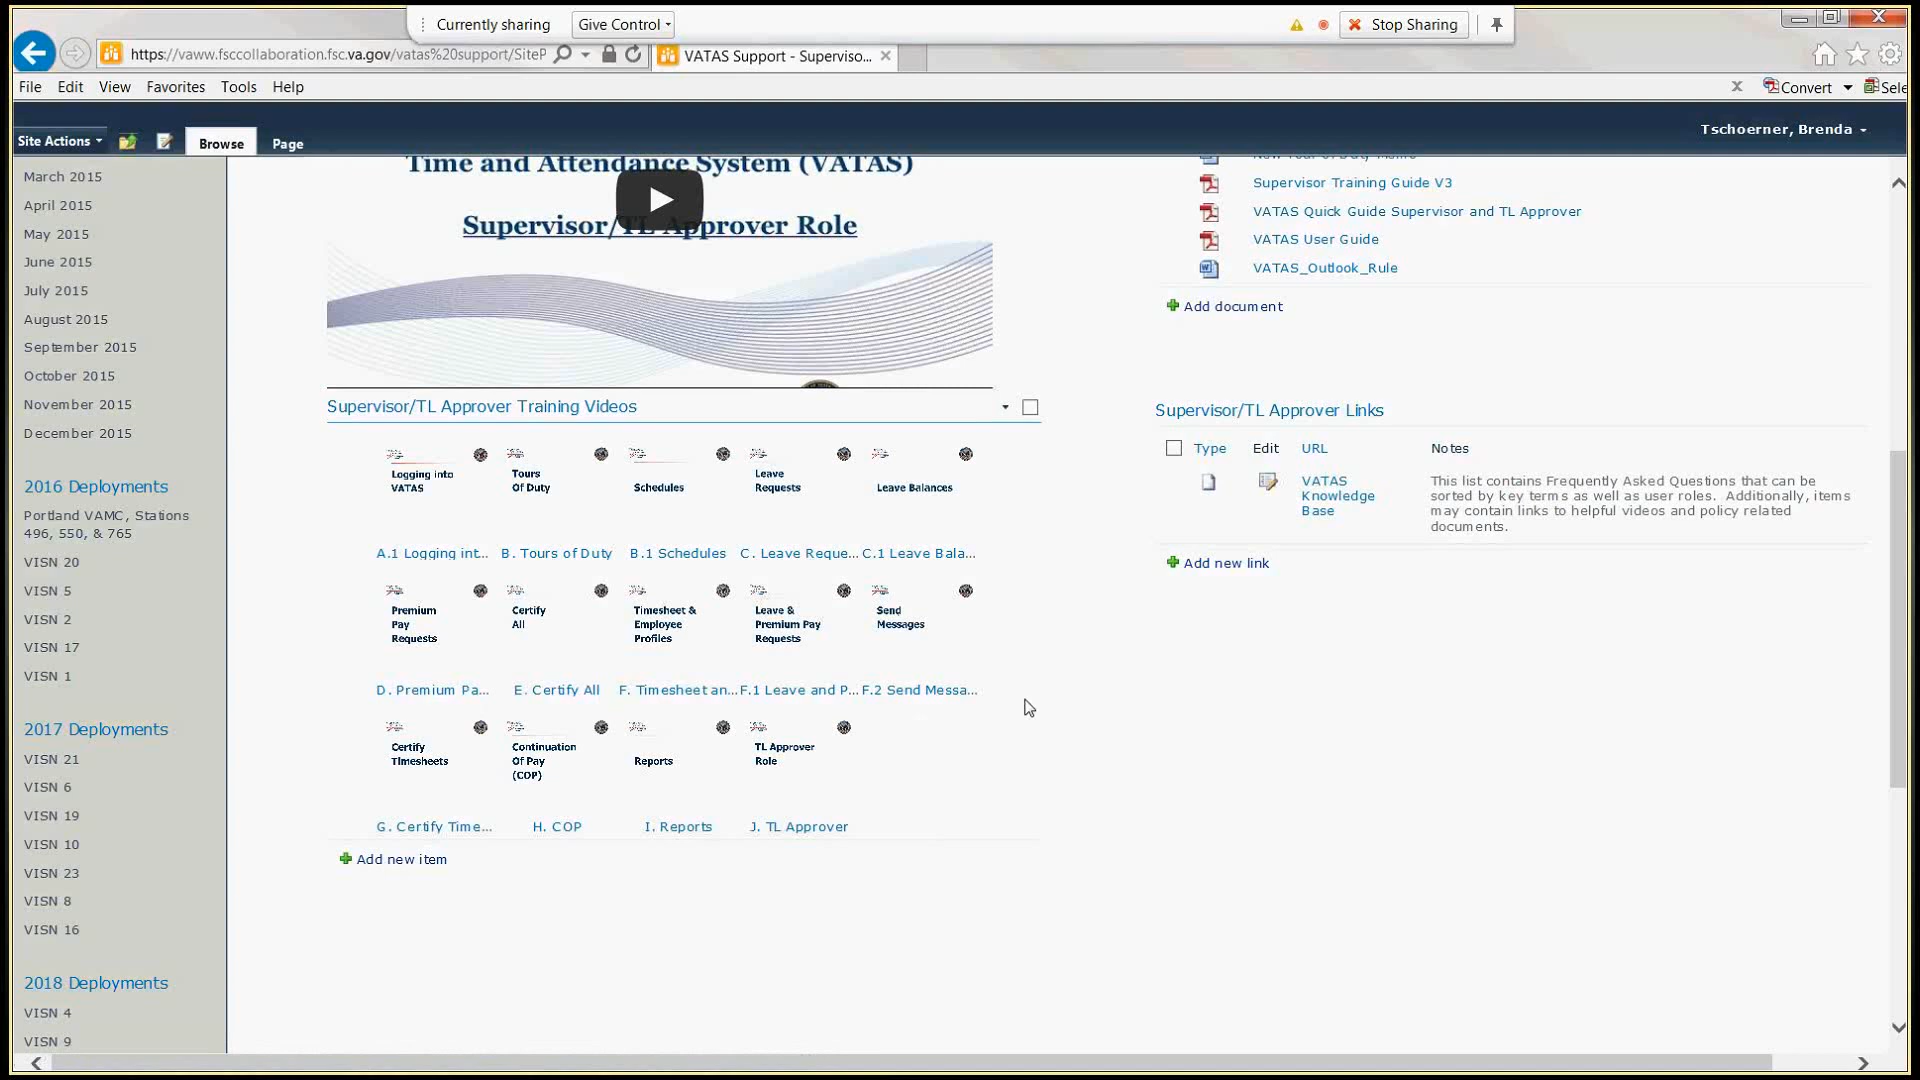 Currently sharing
Give Control
Stop Sharing
https://vaww.fsccollaboration.fsc.va.gov/vatas%20support/SiteP
VATAS Support - Superviso...
File Edit View Favorites Tools Help
Convert
Sele
Site Actions
Browse
Page
Tschoerner, Brenda
March 2015
April 2015
May 2015
June 2015
July 2015
August 2015
September 2015
October 2015
November 2015
December 2015
2016 Deployments
Portland VAMC, Stations
496, 550, & 765
VISN 20
VISN 5
VISN 2
VISN 17
VISN 1
2017 Deployments
VISN 21
VISN 6
VISN 19
VISN 10
VISN 23
VISN 8
VISN 16
2018 Deployments
VISN 4
VISN 9
Time and Attendance System (VATAS)
Supervisor/TL Approver Role
Supervisor/TL Approver Training Videos
Logging into
VATAS
Tours
Of Duty
Schedules
Leave
Requests
Leave Balances
A.1 Logging int...
B. Tours of Duty
B.1 Schedules
C. Leave Reque...
C.1 Leave Bala...
Premium
Pay
Requests
Certify
All
Timesheet &
Employee
Profiles
Leave &
Premium Pay
Requests
Send
Messages
D. Premium Pa...
E. Certify All
F. Timesheet an...
F.1 Leave and P...
F.2 Send Messa...
Certify
Timesheets
Continuation
Of Pay
(COP)
Reports
TL Approver
Role
G. Certify Time...
H. COP
I. Reports
J. TL Approver
Add new item
New Tour of Duty Memo
Supervisor Training Guide V3
VATAS Quick Guide Supervisor and TL Approver
VATAS User Guide
VATAS_Outlook_Rule
Add document
Supervisor/TL Approver Links
Type Edit URL Notes
VATAS
Knowledge
Base
This list contains Frequently Asked Questions that can be
sorted by key terms as well as user roles. Additionally, items
may contain links to helpful videos and policy related
documents.
Add new link